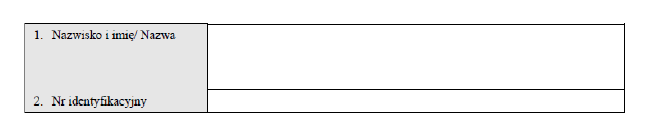 1. Nazwisko i imię/ Nazwa
2. Nr identyfikacyjny